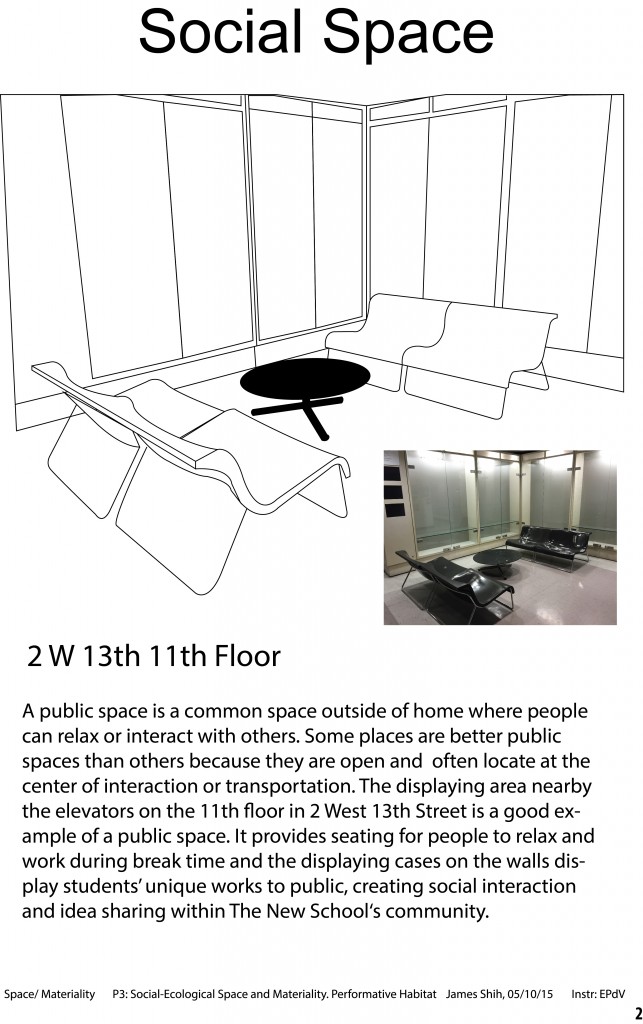 Social Space
2 W 13th 11th Floor
A public space is a common space outside of home where people
can relax or interact with others. Some places are better public
spaces than others because they are open and  often locate at the
center of interaction or transportation. The displaying area nearby
the elevators on the 11th floor in 2 West 13th Street is a good ex-
ample of a public space. It provides seating for people to relax and
work during break time and the displaying cases on the walls dis-
play students’ unique works to public, creating social interaction
and idea sharing within The New School‘s community.
Space/ Materiality P3: Social-Ecological Space and Materiality. Performative Habitat James Shih, 05/10/15 Instr: EPdV
2